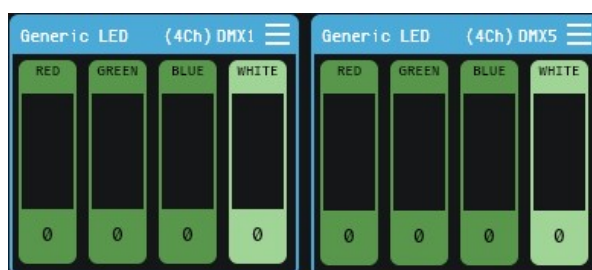 Generic LED (4Ch) DMX1
RED GREEN BLUE WHITE
0 0 0 0
Generic LED (4Ch) DMX5
RED GREEN BLUE WHITE
0 0 0 0